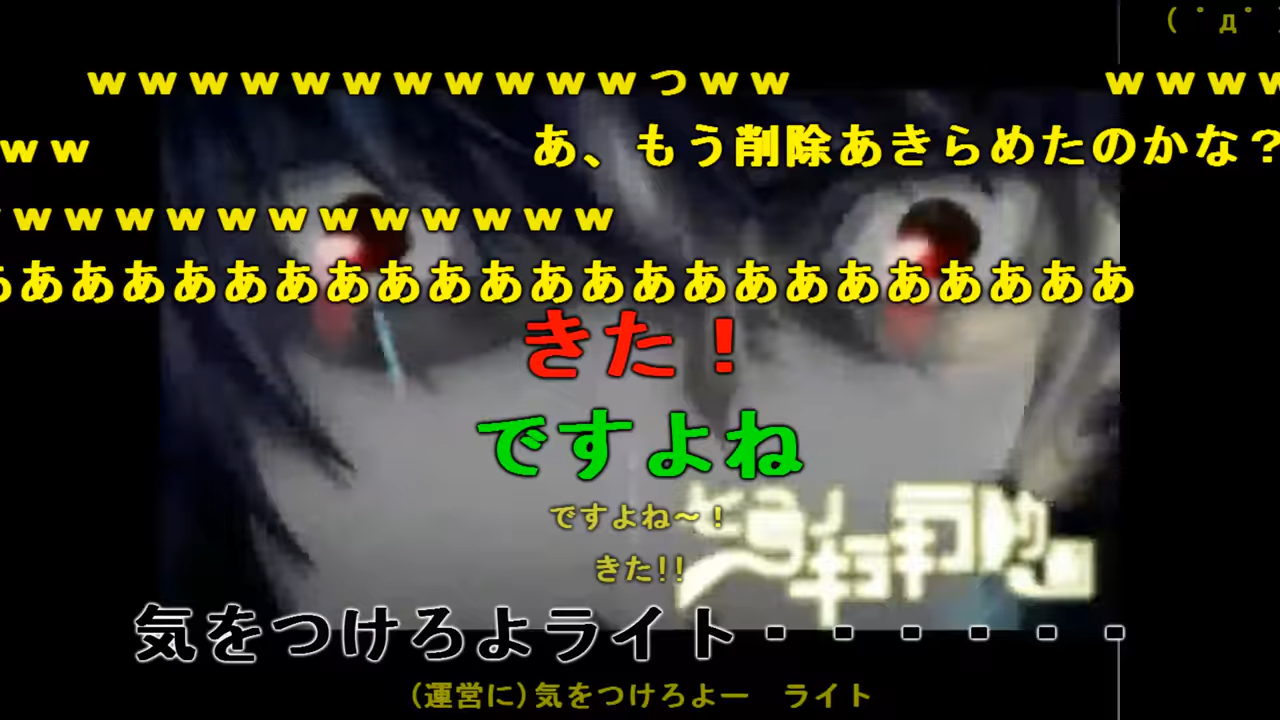 ( ﾟдﾟ)
ｗｗｗｗｗｗｗｗｗｗｗっｗｗ
ｗｗｗｗ
ｗｗ
あ、もう削除あきらめたのかな？
ｗｗｗｗｗｗｗｗｗｗｗｗ
あああああああああああああああああああああああ
きた！
ですよね
ですよね～！
きた!!
気をつけろよライト・・・・・・
(運営に)気をつけろよー　ライト